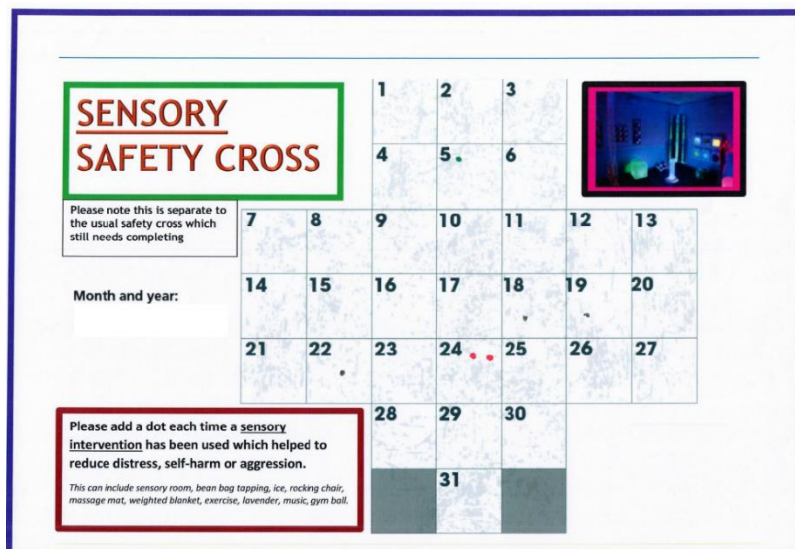 SENSORY
SAFETY CROSS
1 2 3
4 5 6
Please note this is separate to
the usual safety cross which
still needs completing
7 8 9 10 11 12 13
Month and year:
14 15 16 17 18 19 20
21 22 23 24 25 26 27
Please add a dot each time a sensory
intervention has been used which helped to
reduce distress, self-harm or aggression.
This can include sensory room, bean bag tapping, ice, rocking chair,
massage mat, weighted blanket, exercise, lavender, music, gym ball.
28 29 30
31